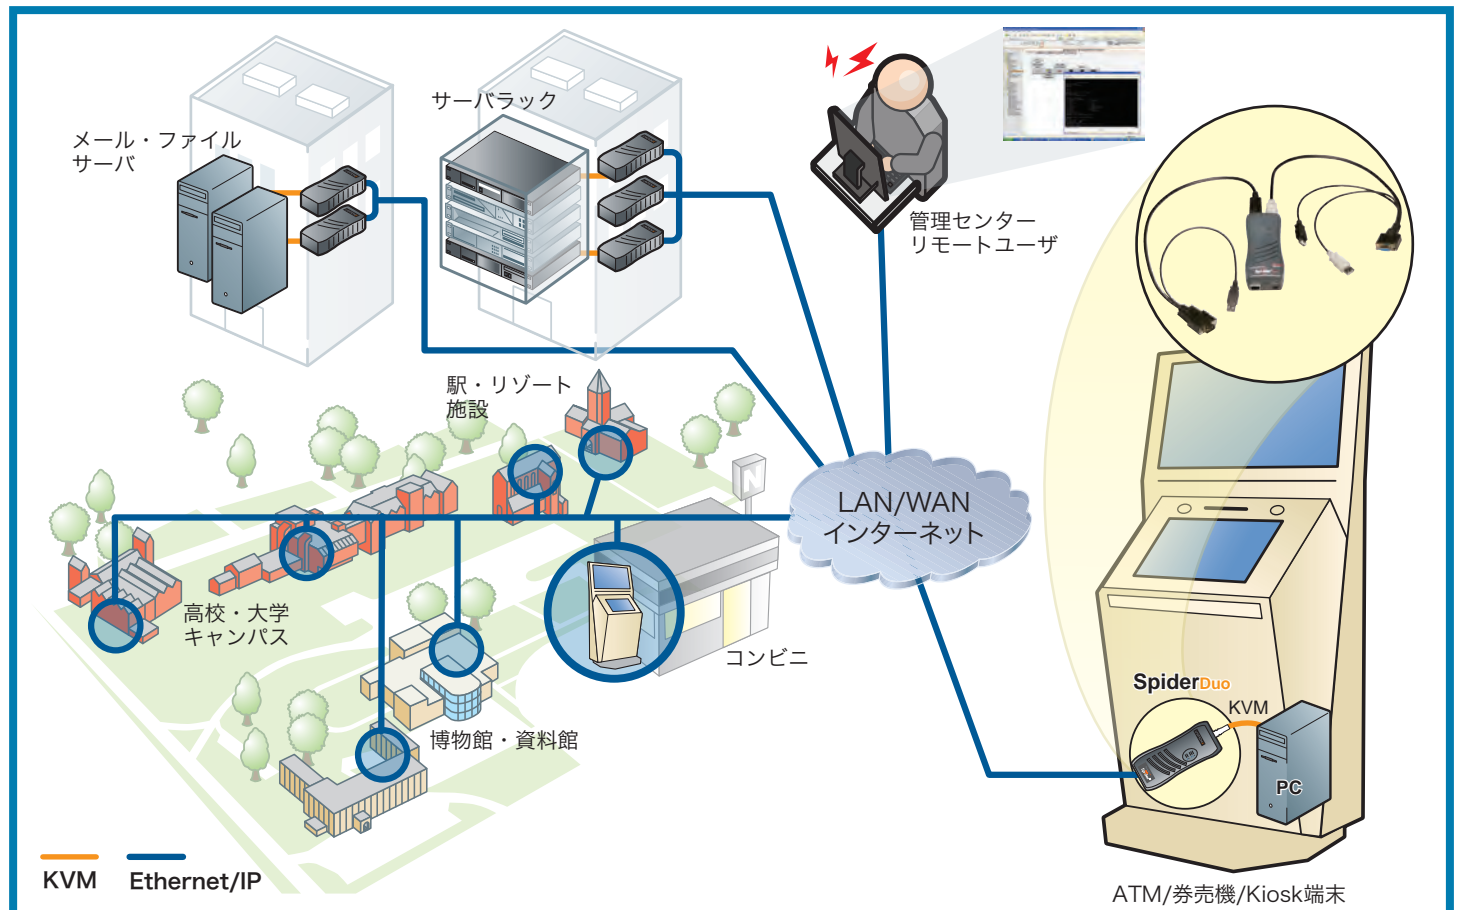 サーバラック
メール・ファイル
サーバ
管理センター
リモートユーザ
駅・リゾート
施設
N
LAN/WAN
インターネット
高校・大学
キャンパス
コンビニ
博物館・資料館
SpiderDuo
KVM
PC
KVM
Ethernet/IP
ATM/券売機/Kiosk端末